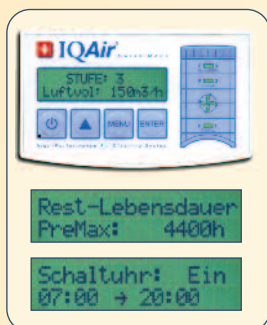 IQAir
STUFE: 3
Luftvol: 150m3/h
MENU
ENTER
Rest-Lebensdauer
PreMax: 4400h
Schaltuhr: Ein
07:00 → 20:00